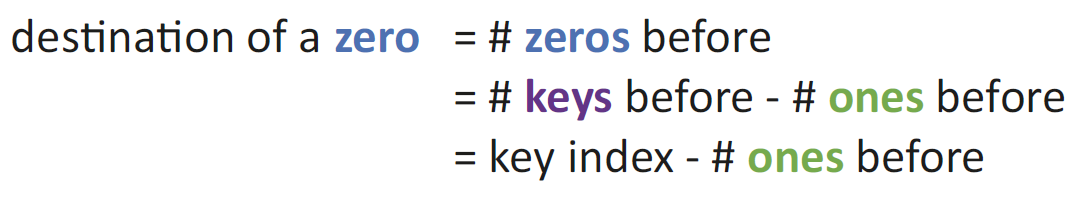 destination of a zero = # zeros before
= # keys before - # ones before
= key index - # ones before